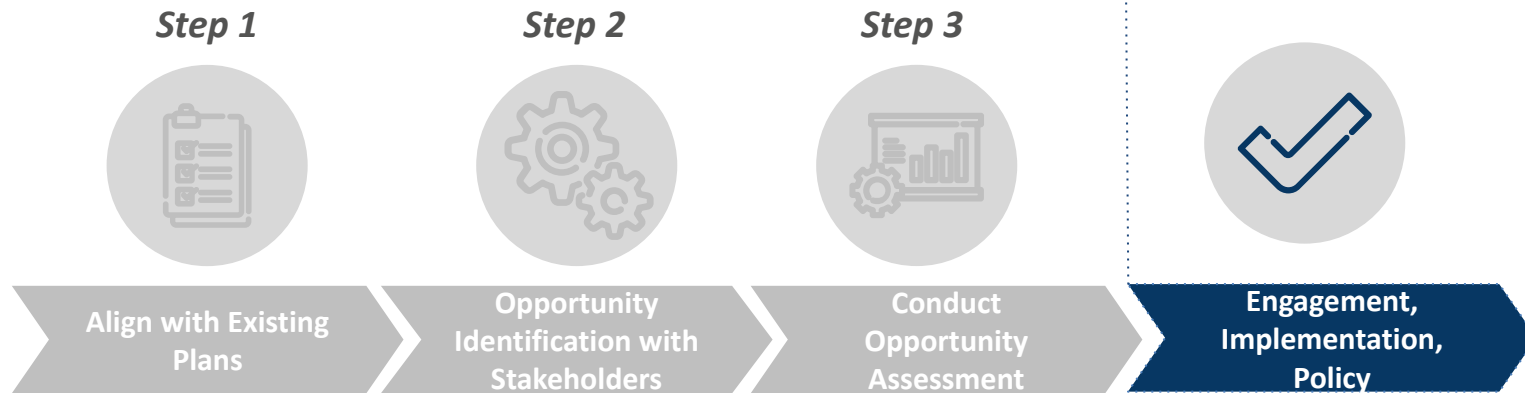 Step 1
Step 2
Step 3
Align with Existing
Plans
Opportunity
Identification with
Stakeholders
Conduct
Opportunity
Assessment
Engagement,
Implementation,
Policy